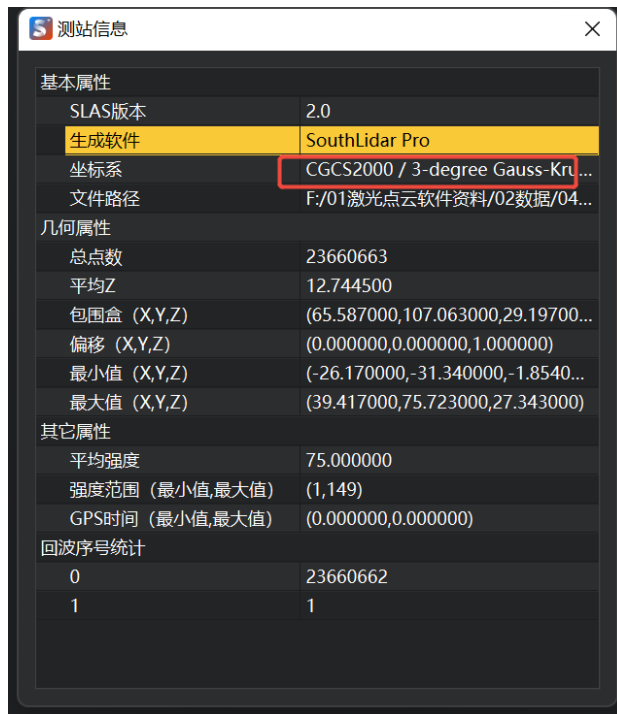 测站信息
基本属性
SLAS版本 2.0
生成软件 SouthLidar Pro
坐标系 CGCS2000 / 3-degree Gauss-Kru...
文件路径 F:/01激光点云软件资料/02数据/04...
几何属性
总点数 23660663
平均Z 12.744500
包围盒（X,Y,Z） (65.587000,107.063000,29.19700...
偏移（X,Y,Z） (0.000000,0.000000,1.000000)
最小值（X,Y,Z） (-26.170000,-31.340000,-1.8540...
最大值（X,Y,Z） (39.417000,75.723000,27.343000)
其它属性
平均强度 75.000000
强度范围（最小值,最大值） (1,149)
GPS时间（最小值,最大值） (0.000000,0.000000)
回波序号统计
0 23660662
1 1